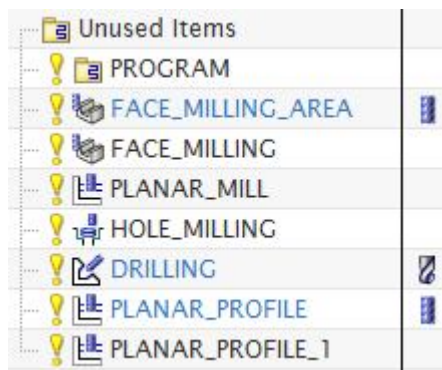 Unused Items
PROGRAM
FACE_MILLING_AREA
FACE_MILLING
PLANAR_MILL
HOLE_MILLING
DRILLING
PLANAR_PROFILE
PLANAR_PROFILE_1